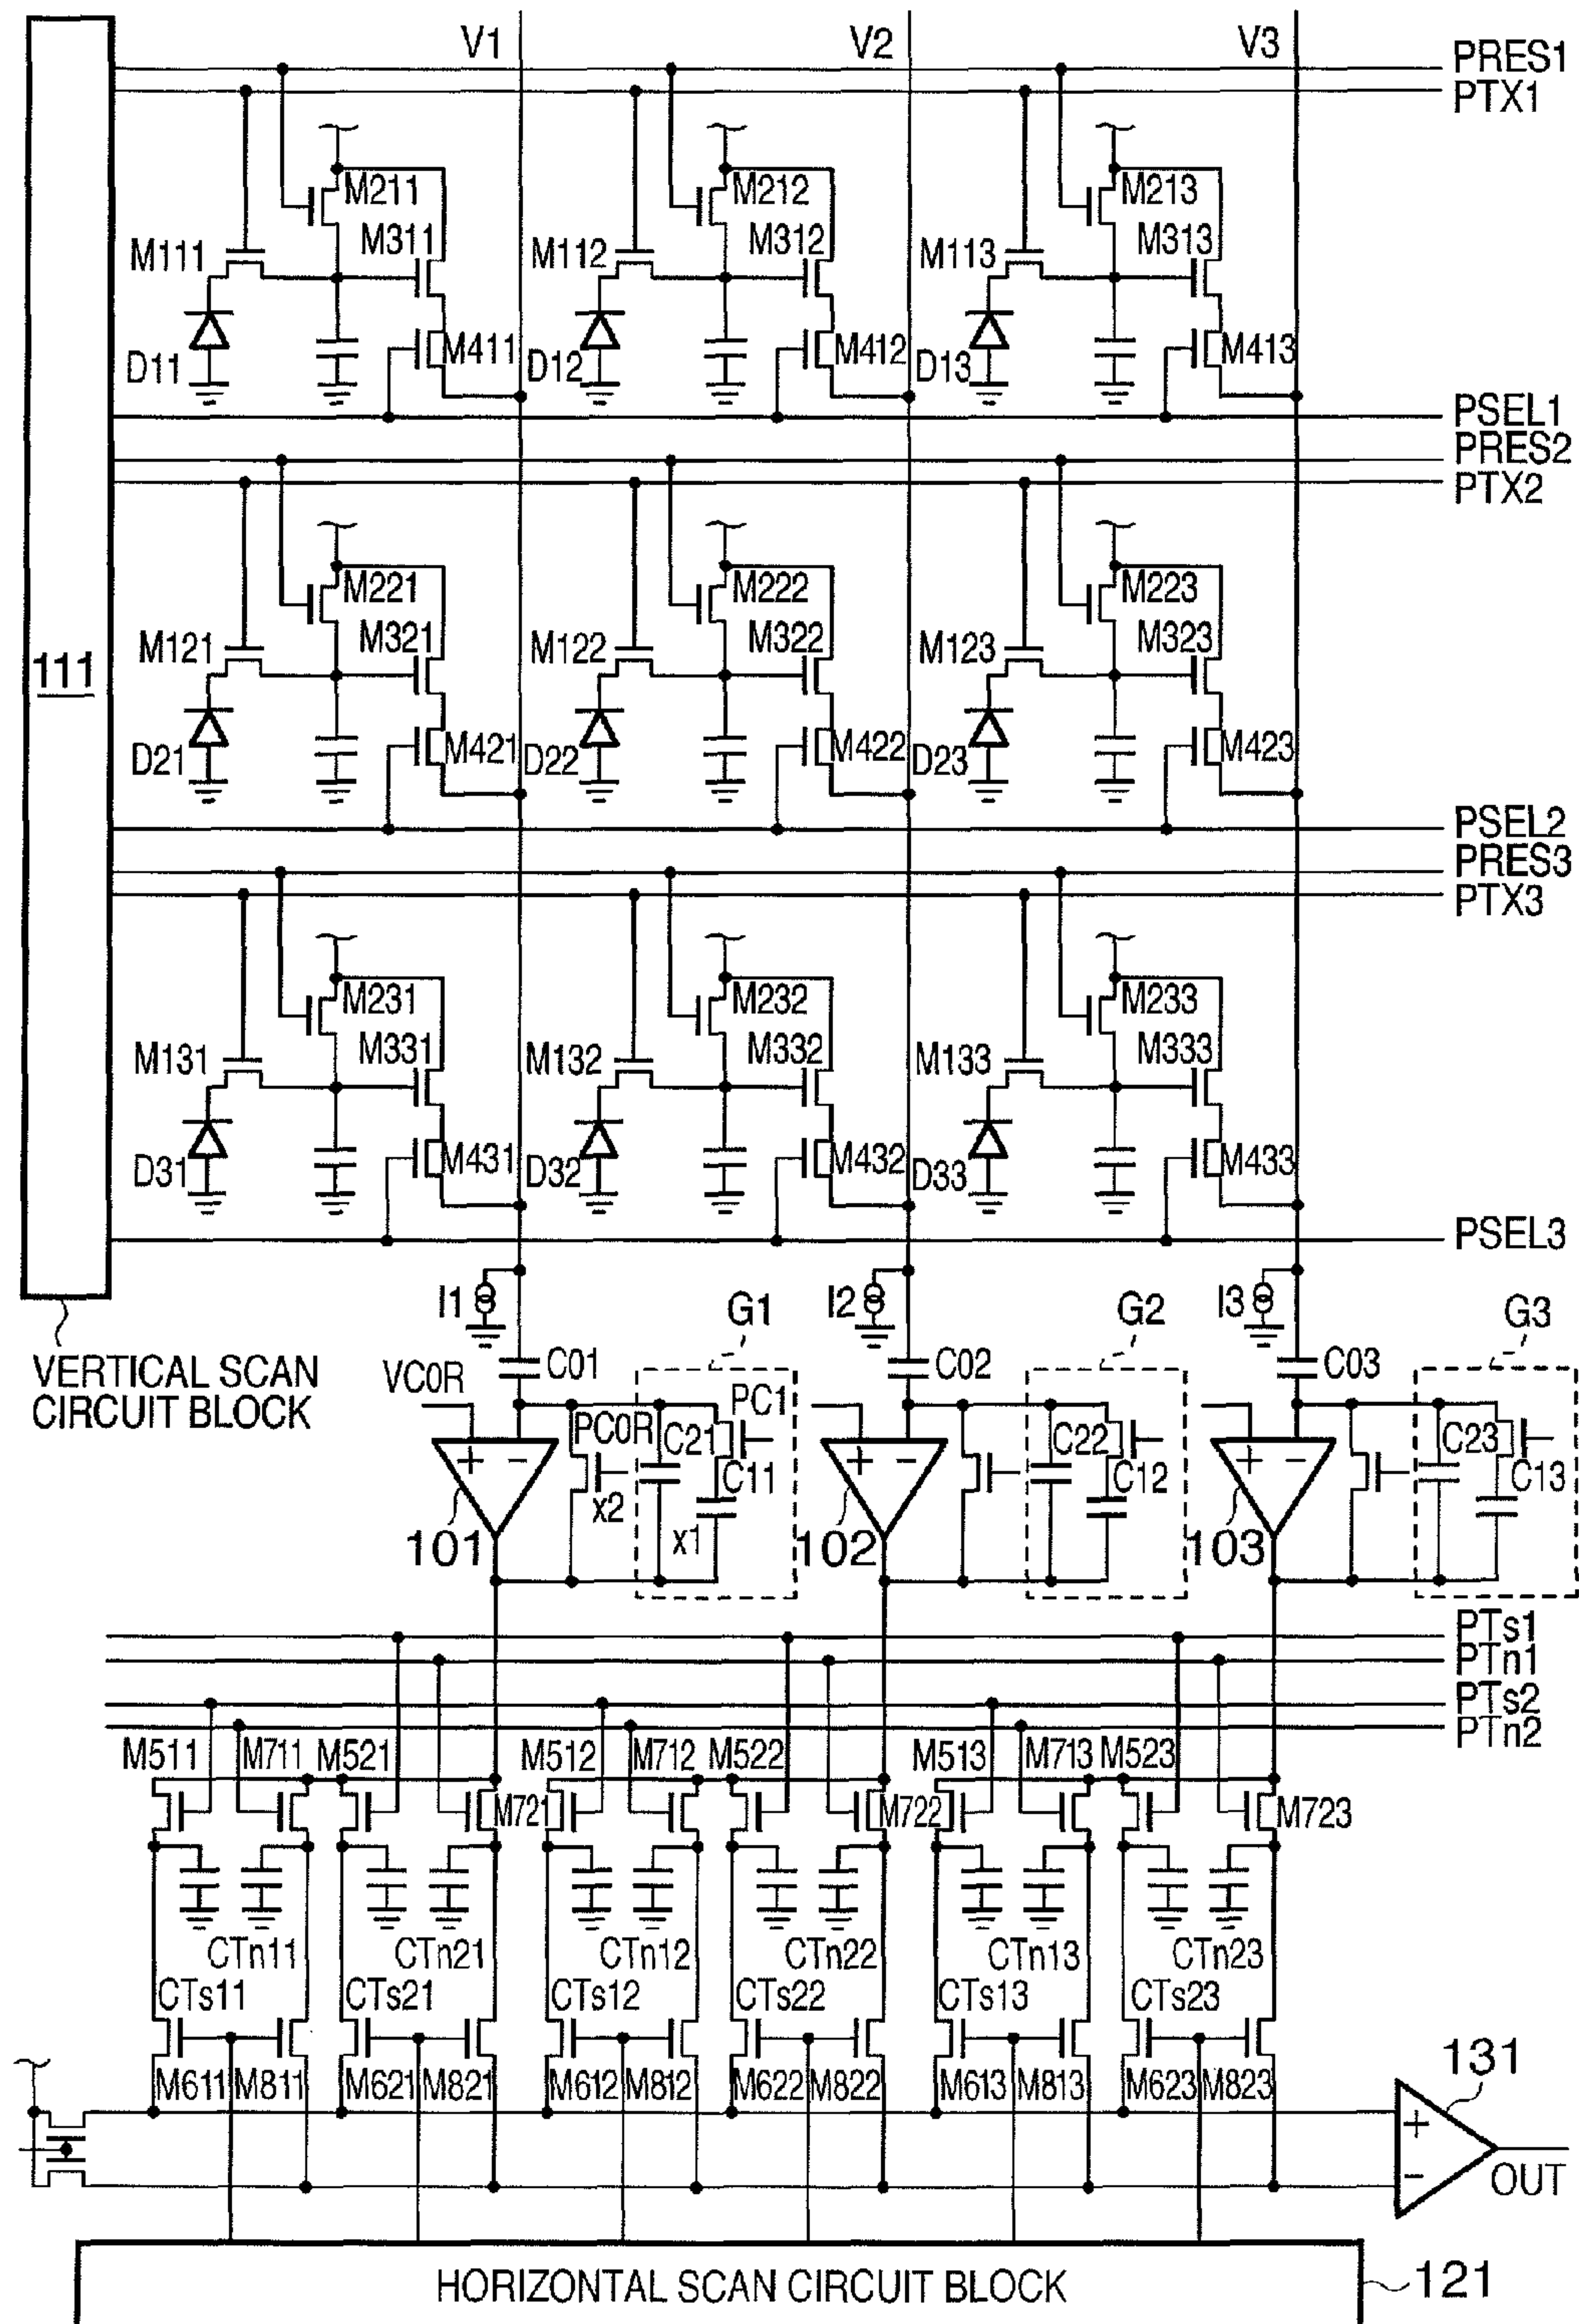 V1 V2 V3
PRES1
PTX1
M211 M212 M213
M111 M311 M112 M312 M113 M313
D11 M411 D12 M412 D13 M413
PSEL1
PRES2
PTX2
M221 M222 M223
M121 M321 M122 M322 M123 M323
111
D21 M421 D22 M422 D23 M423
PSEL2
PRES3
PTX3
M231 M232 M233
M131 M331 M132 M332 M133 M333
D31 M431 D32 M432 D33 M433
PSEL3
I1 I2 I3
G1 G2 G3
VERTICAL SCAN
CIRCUIT BLOCK
VC0R C01 C02 C03
PC0R C21 PC1 C22 C23
+ - C11 + - C12 + - C13
x2 x1
101 102 103
PTs1
PTn1
PTs2
PTn2
M511 M711 M521 M512 M712 M522 M513 M713 M523
M721 M722 M723
CTn11 CTn21 CTn12 CTn22 CTn13 CTn23
CTs11 CTs21 CTs12 CTs22 CTs13 CTs23
M611 M811 M621 M821 M612 M812 M622 M822 M613 M813 M623 M823
131
+
-
OUT
HORIZONTAL SCAN CIRCUIT BLOCK
121